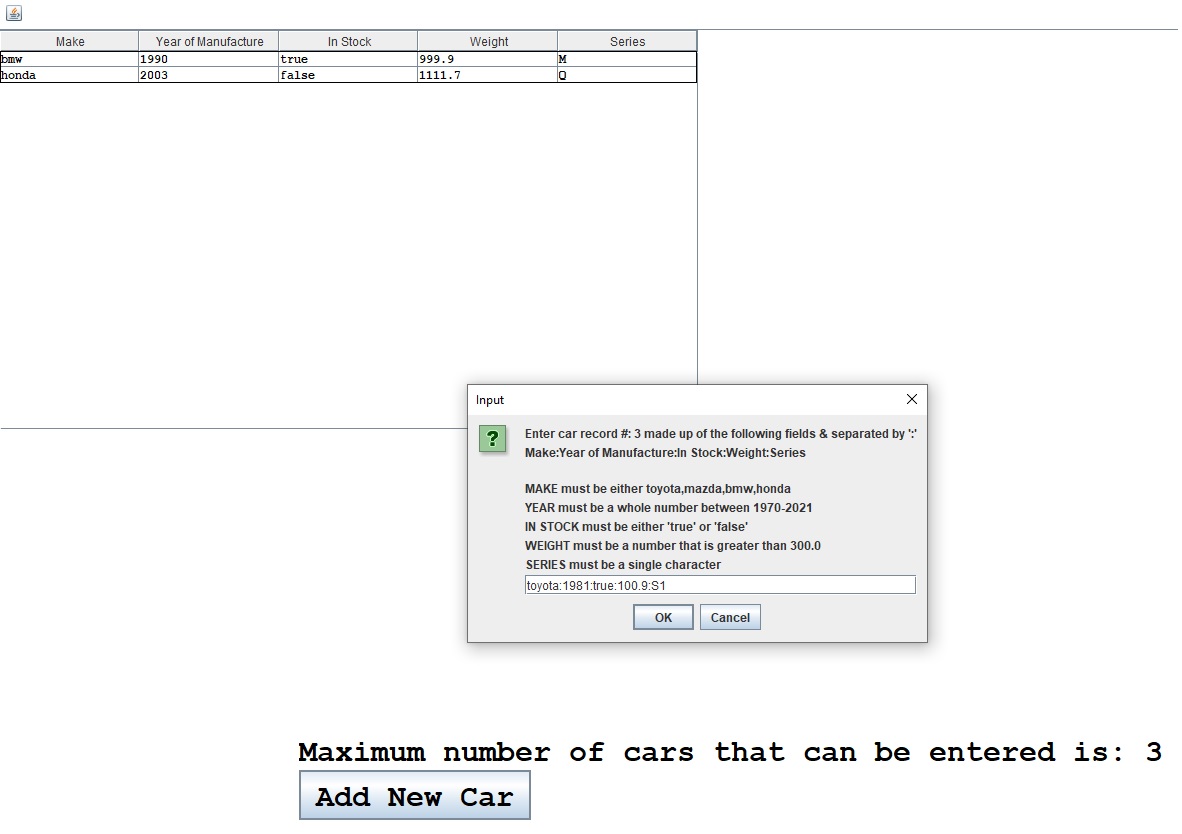 Make Year of Manufacture In Stock Weight Series
bmw 1990 true 999.9 M
honda 2003 false 1111.7 Q
Input
Enter car record #: 3 made up of the following fields & separated by ':'
Make:Year of Manufacture:In Stock:Weight:Series
MAKE must be either toyota,mazda,bmw,honda
YEAR must be a whole number between 1970-2021
IN STOCK must be either 'true' or 'false'
WEIGHT must be a number that is greater than 300.0
SERIES must be a single character
toyota:1981:true:100.9:S1
OK Cancel
Maximum number of cars that can be entered is: 3
Add New Car